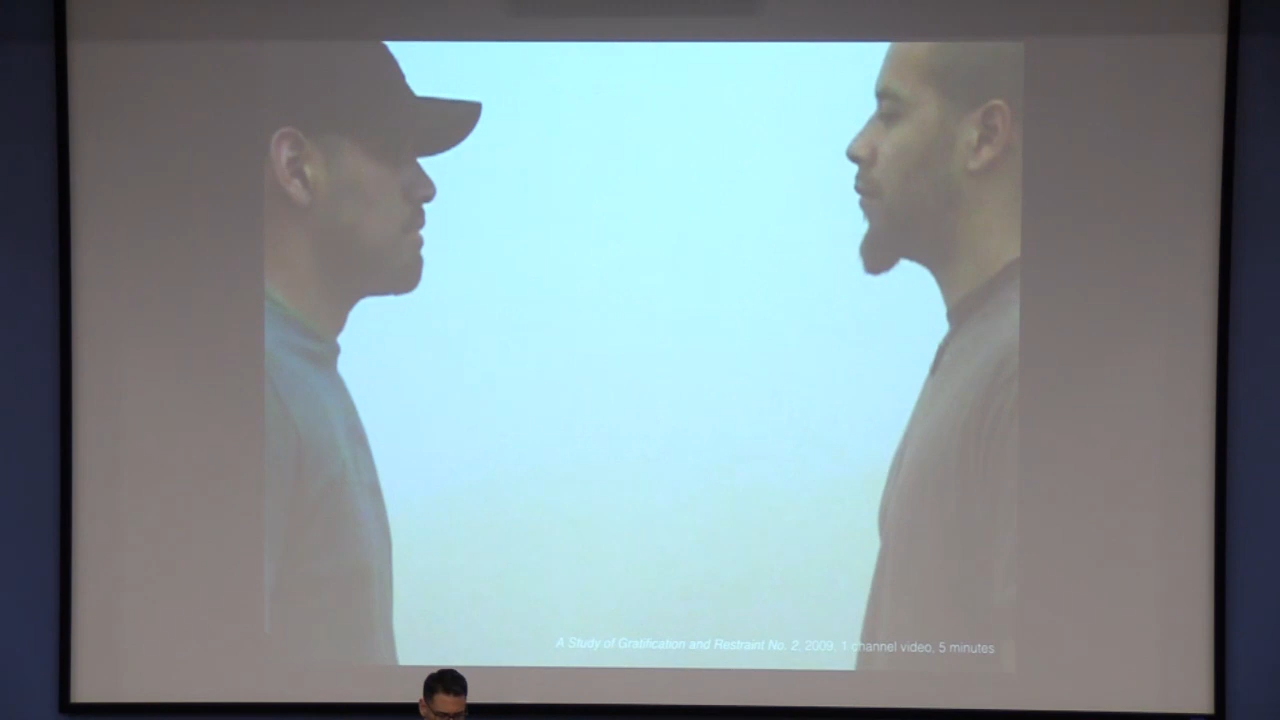 A Study of Gratification and Restraint No. 2, 2009, 1 channel video, 5 minutes